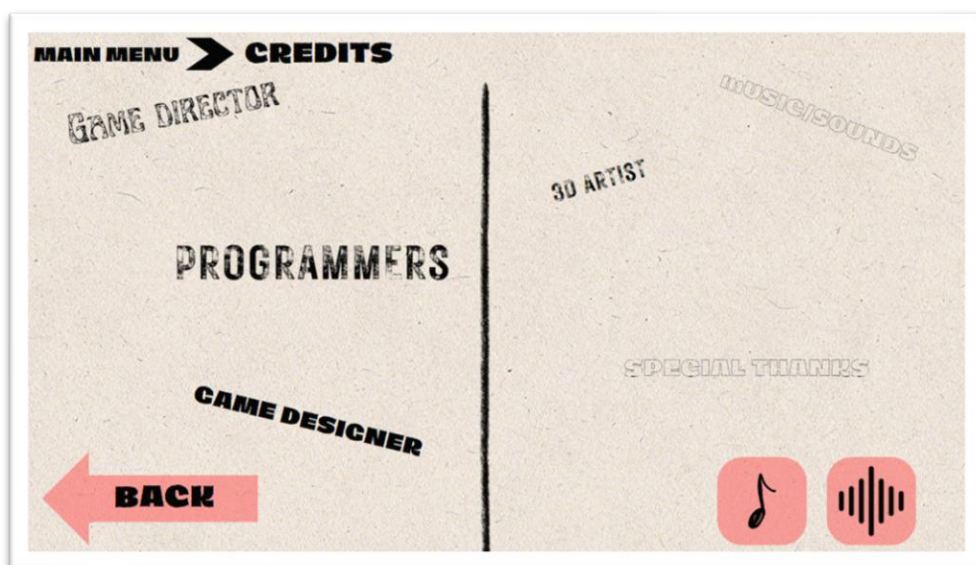 MAIN MENU CREDITS
GAME DIRECTOR
PROGRAMMERS
GAME DESIGNER
BACK
MUSIC/SOUNDS
3D ARTIST
SPECIAL THANKS